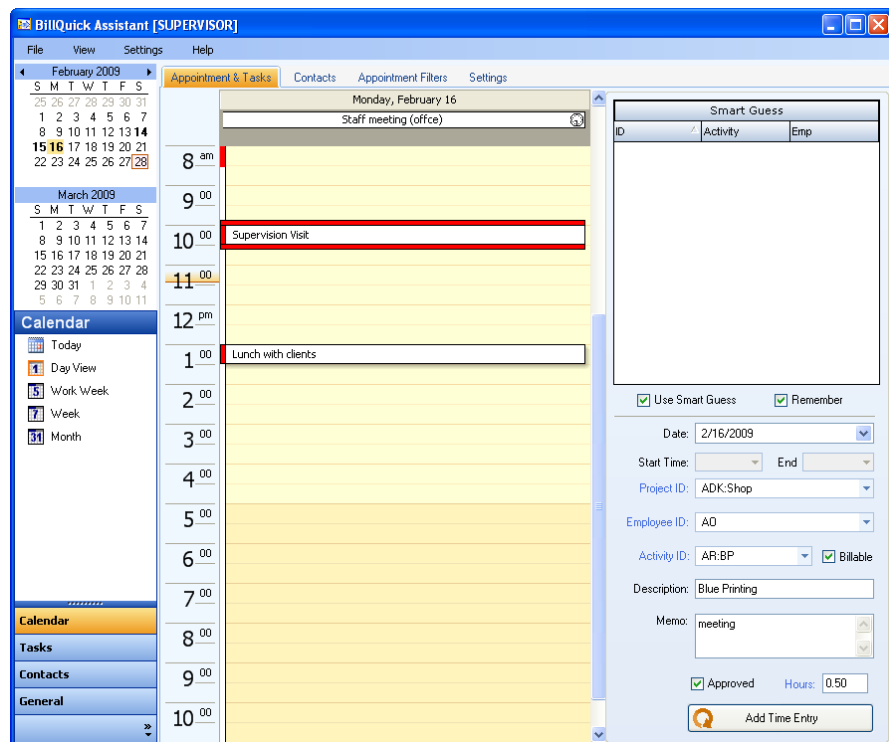 BillQuick Assistant [SUPERVISOR]
File View Settings Help
February 2009
S M T W T F S
25 26 27 28 29 30 31
1 2 3 4 5 6 7
8 9 10 11 12 13 14
15 16 17 18 19 20 21
22 23 24 25 26 27 28
March 2009
S M T W T F S
1 2 3 4 5 6 7
8 9 10 11 12 13 14
15 16 17 18 19 20 21
22 23 24 25 26 27 28
29 30 31 1 2 3 4
5 6 7 8 9 10 11
Calendar
Today
1 Day View
5 Work Week
7 Week
31 Month
Calendar
Tasks
Contacts
General
Appointment & Tasks Contacts Appointment Filters Settings
Monday, February 16
Staff meeting (offce)
8 am
9 00
10 00 Supervision Visit
11 00
12 pm
1 00 Lunch with clients
2 00
3 00
4 00
5 00
6 00
7 00
8 00
9 00
10 00
Smart Guess
ID Activity Emp
Use Smart Guess Remember
Date: 2/16/2009
Start Time: End
Project ID: ADK:Shop
Employee ID: AO
Activity ID: AR:BP Billable
Description: Blue Printing
Memo: meeting
Approved Hours: 0.50
Add Time Entry